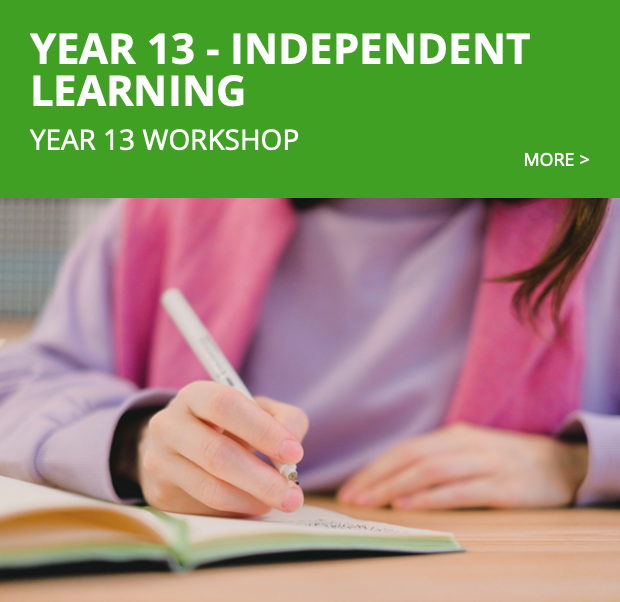 YEAR 13 - INDEPENDENT
LEARNING
YEAR 13 WORKSHOP
MORE >